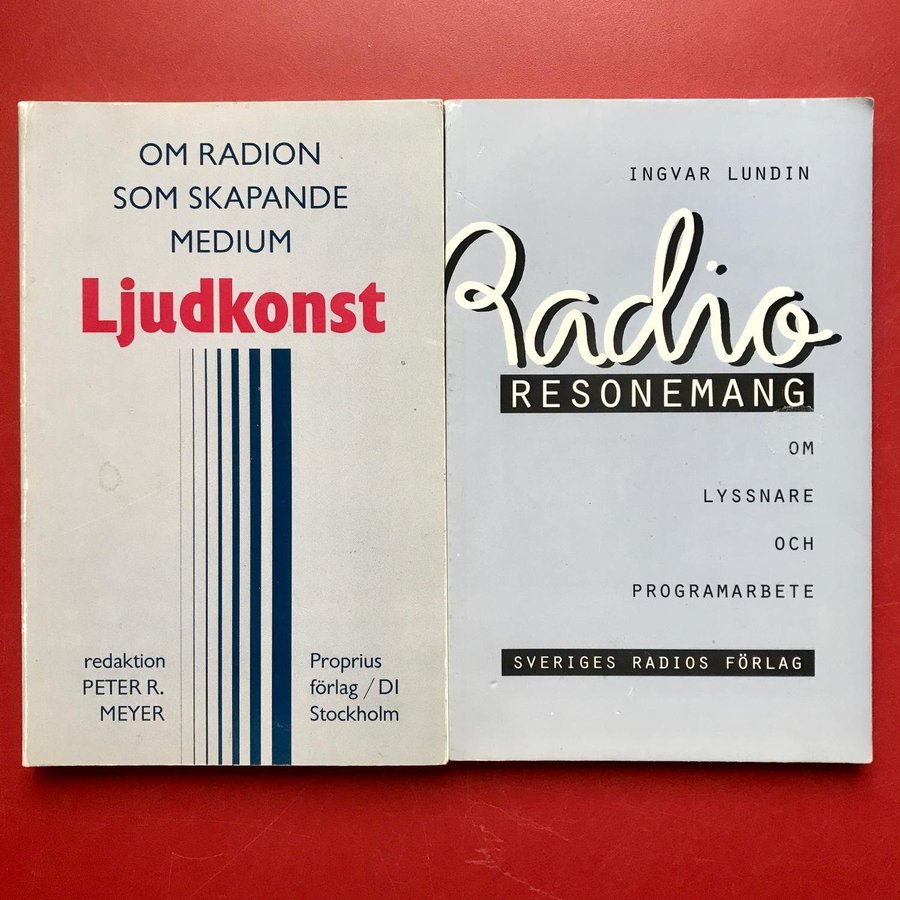 OM RADION
SOM SKAPANDE
MEDIUM
Ljudkonst
redaktion
PETER R.
MEYER
Proprius
förlag / DI
Stockholm
INGVAR LUNDIN
Radio
RESONEMANG
OM
LYSSNARE
OCH
PROGRAMARBETE
SVERIGES RADIOS FÖRLAG